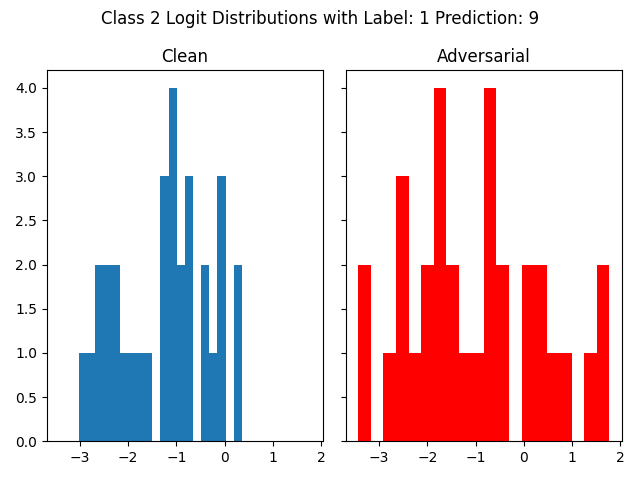 Class 2 Logit Distributions with Label: 1 Prediction: 9
Clean
Adversarial
4.0
3.5
3.0
2.5
2.0
1.5
1.0
0.5
0.0
−3 −2 −1 0 1 2
−3 −2 −1 0 1 2